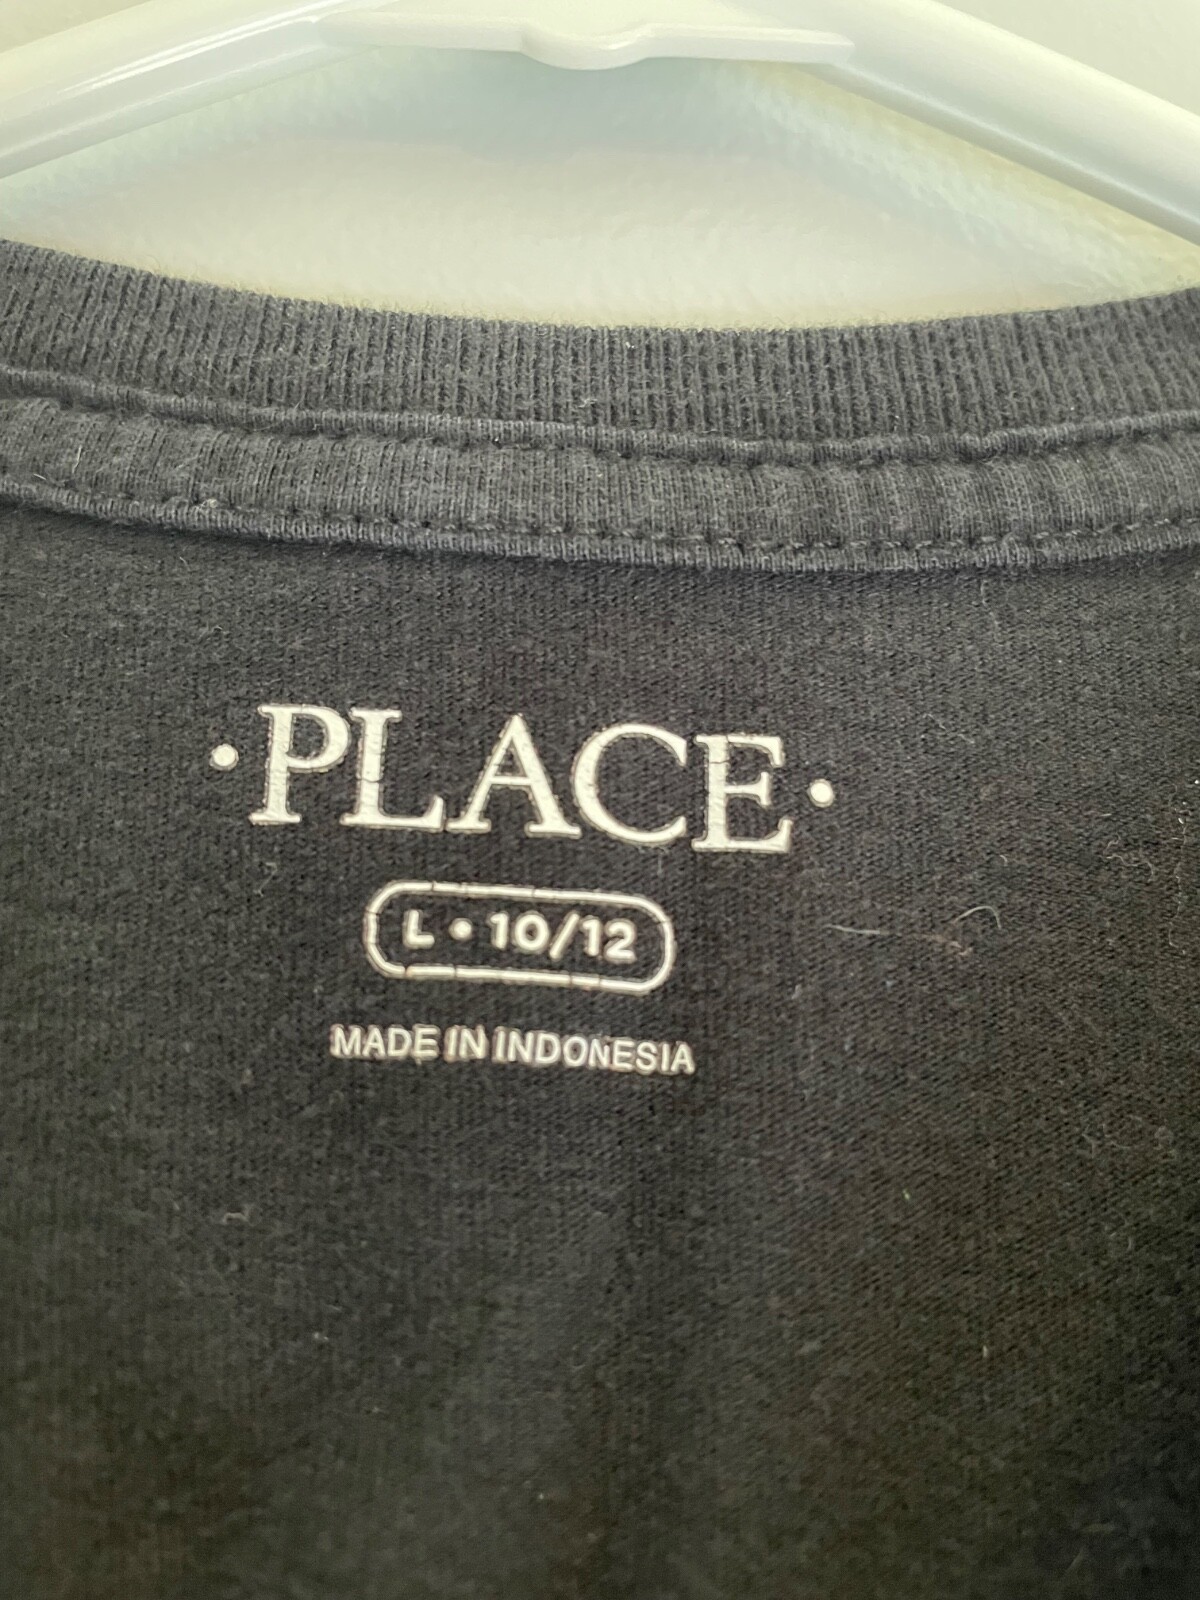 ·PLACE·
L • 10/12
MADE IN INDONESIA